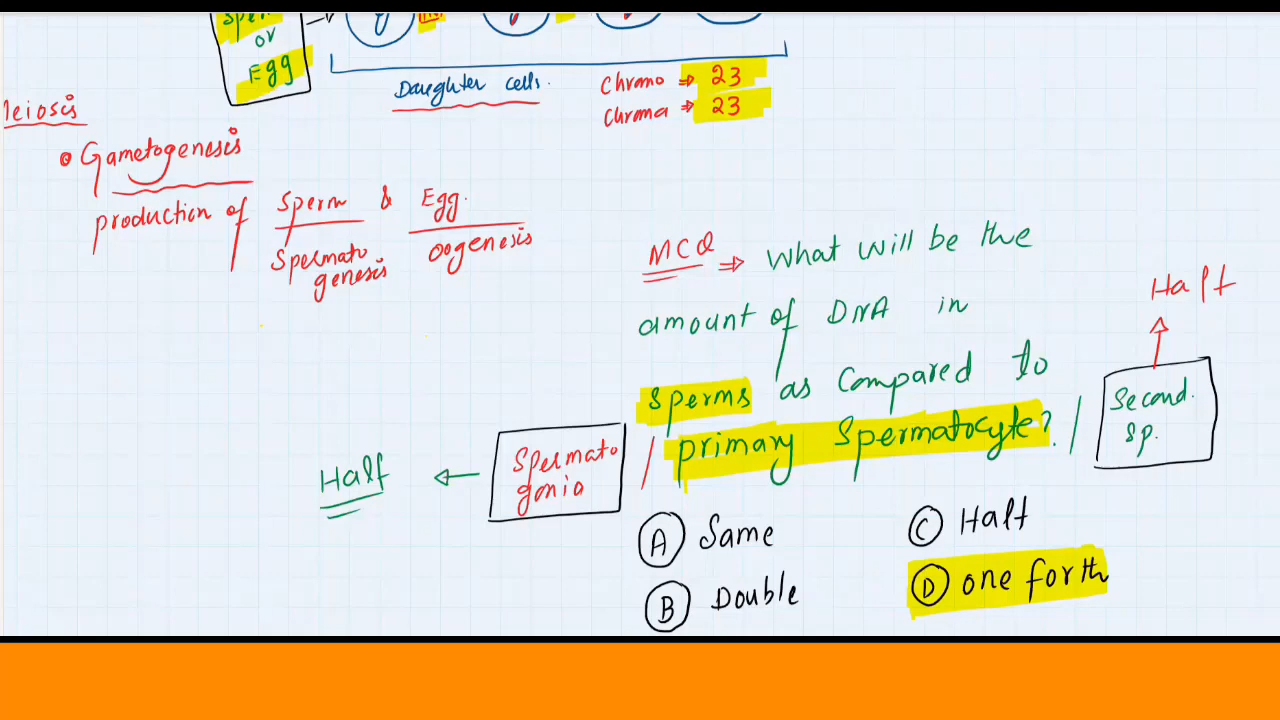 or
Egg
Daughter cells.
Chromo ⇒ 23
Chroma → 23
leiosis
• Gametogenesis
production of Sperm & Egg.
Spermato genesis
oogenesis
MCQ ⇒ What will be the
amount of DNA in
sperms as compared to
primary Spermatocyte? /
Half
Second.
sp.
Half ← Spermato
gonia /
A Same
B Double
C Half
D one forth